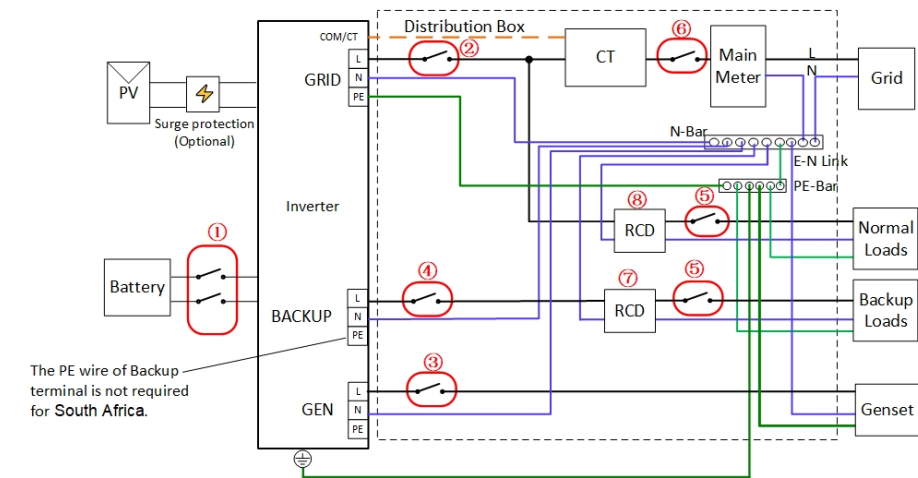 Distribution Box
COM/CT
②
⑥
L
N
PE
GRID
CT
Main
Meter
L
N
Grid
PV
Surge protection
(Optional)
N-Bar
E-N Link
PE-Bar
Inverter
①
⑧
⑤
RCD
Normal
Loads
Battery
④
⑦
⑤
L
N
PE
BACKUP
RCD
Backup
Loads
The PE wire of Backup
terminal is not required
for South Africa.
③
L
N
PE
GEN
Genset